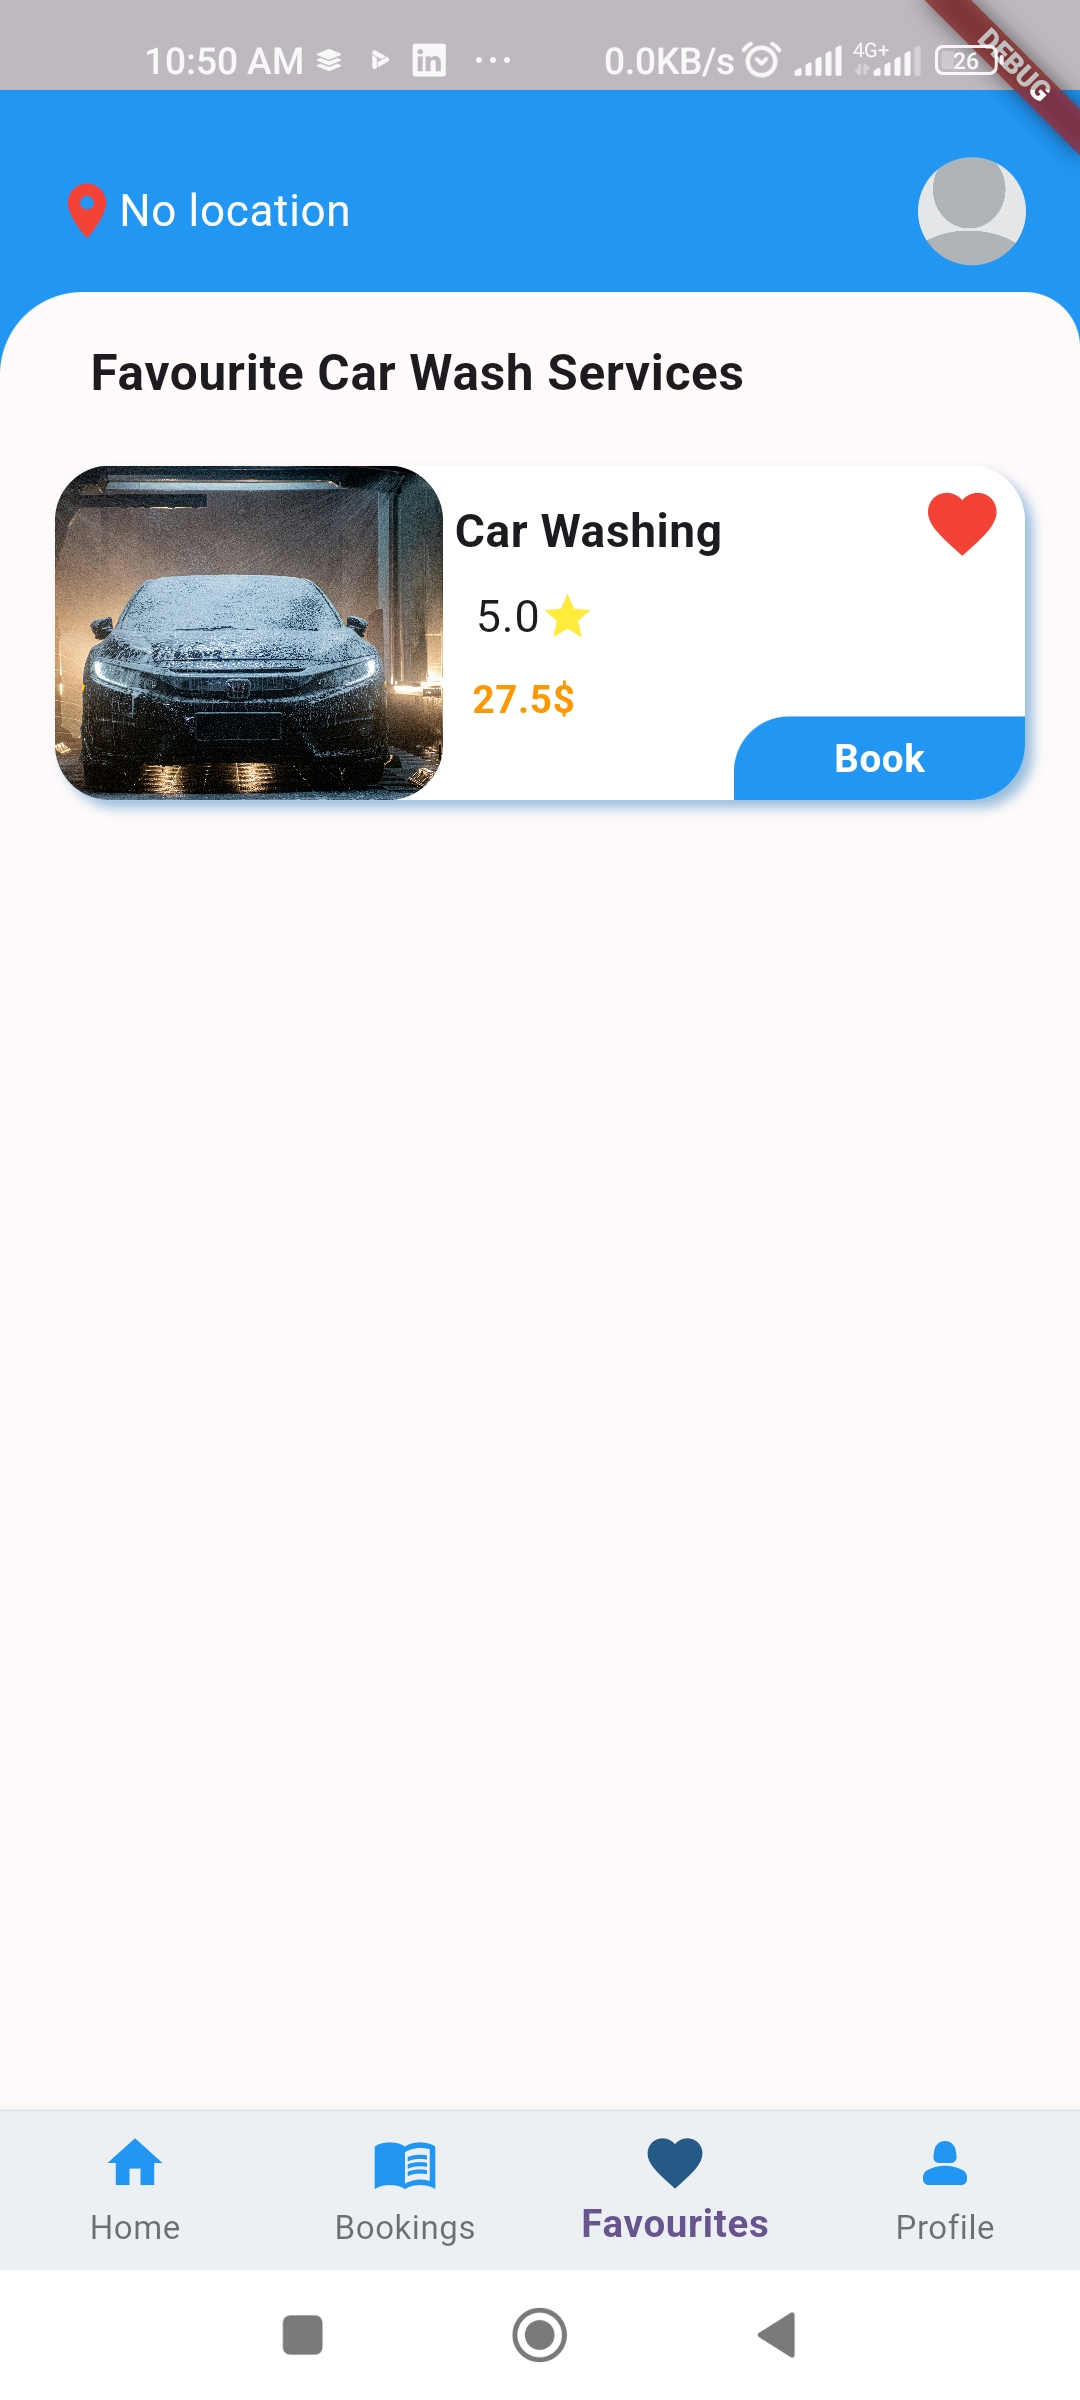 10:50 AM in ... 0.0KB/s 4G+ 26
DEBUG
No location
Favourite Car Wash Services
Car Washing
5.0
27.5$
Book
Home Bookings Favourites Profile